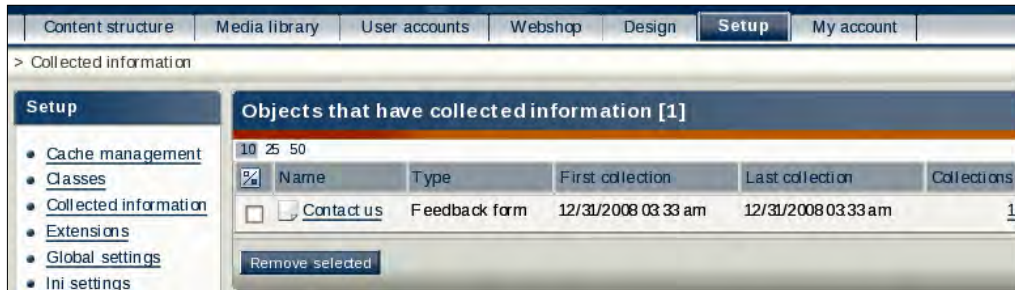 Content structure Media library User accounts Webshop Design Setup My account
> Collected information
Setup
Objects that have collected information [1]
Cache management
Classes
Collected information
Extensions
Global settings
Ini settings
10 25 50
Name Type First collection Last collection Collections
Contact us Feedback form 12/31/2008 03:33 am 12/31/2008 03:33 am 1
Remove selected